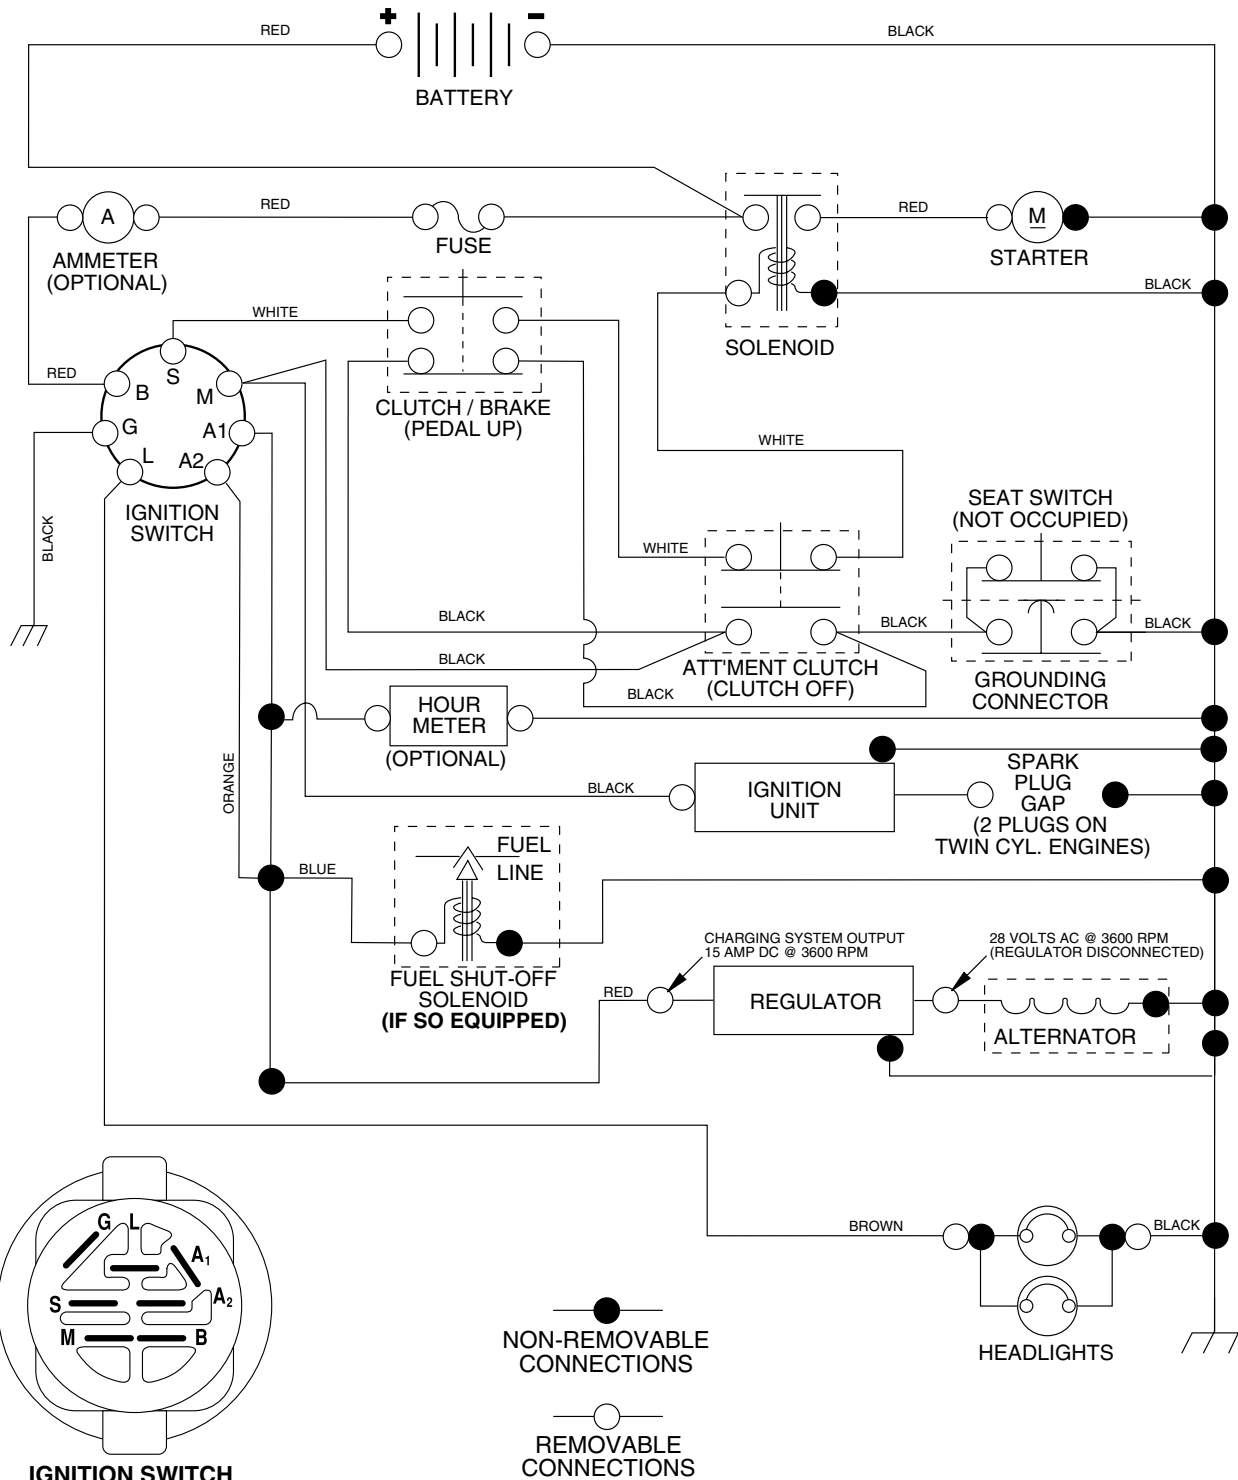 + −
RED
BLACK
BATTERY
A
RED
RED
M
AMMETER
(OPTIONAL)
FUSE
STARTER
BLACK
WHITE
SOLENOID
RED
S
B
M
CLUTCH / BRAKE
(PEDAL UP)
G
A1
L
A2
WHITE
IGNITION
SWITCH
BLACK
SEAT SWITCH
(NOT OCCUPIED)
WHITE
BLACK
BLACK
BLACK
BLACK
ATT'MENT CLUTCH
(CLUTCH OFF)
GROUNDING
CONNECTOR
BLACK
HOUR
METER
(OPTIONAL)
ORANGE
BLACK
IGNITION
UNIT
SPARK
PLUG
GAP
(2 PLUGS ON
TWIN CYL. ENGINES)
FUEL
LINE
BLUE
CHARGING SYSTEM OUTPUT
15 AMP DC @ 3600 RPM
28 VOLTS AC @ 3600 RPM
(REGULATOR DISCONNECTED)
FUEL SHUT-OFF
SOLENOID
(IF SO EQUIPPED)
RED
REGULATOR
ALTERNATOR
BROWN
BLACK
HEADLIGHTS
G L
A1
S
A2
M
B
IGNITION SWITCH
NON-REMOVABLE
CONNECTIONS
REMOVABLE
CONNECTIONS